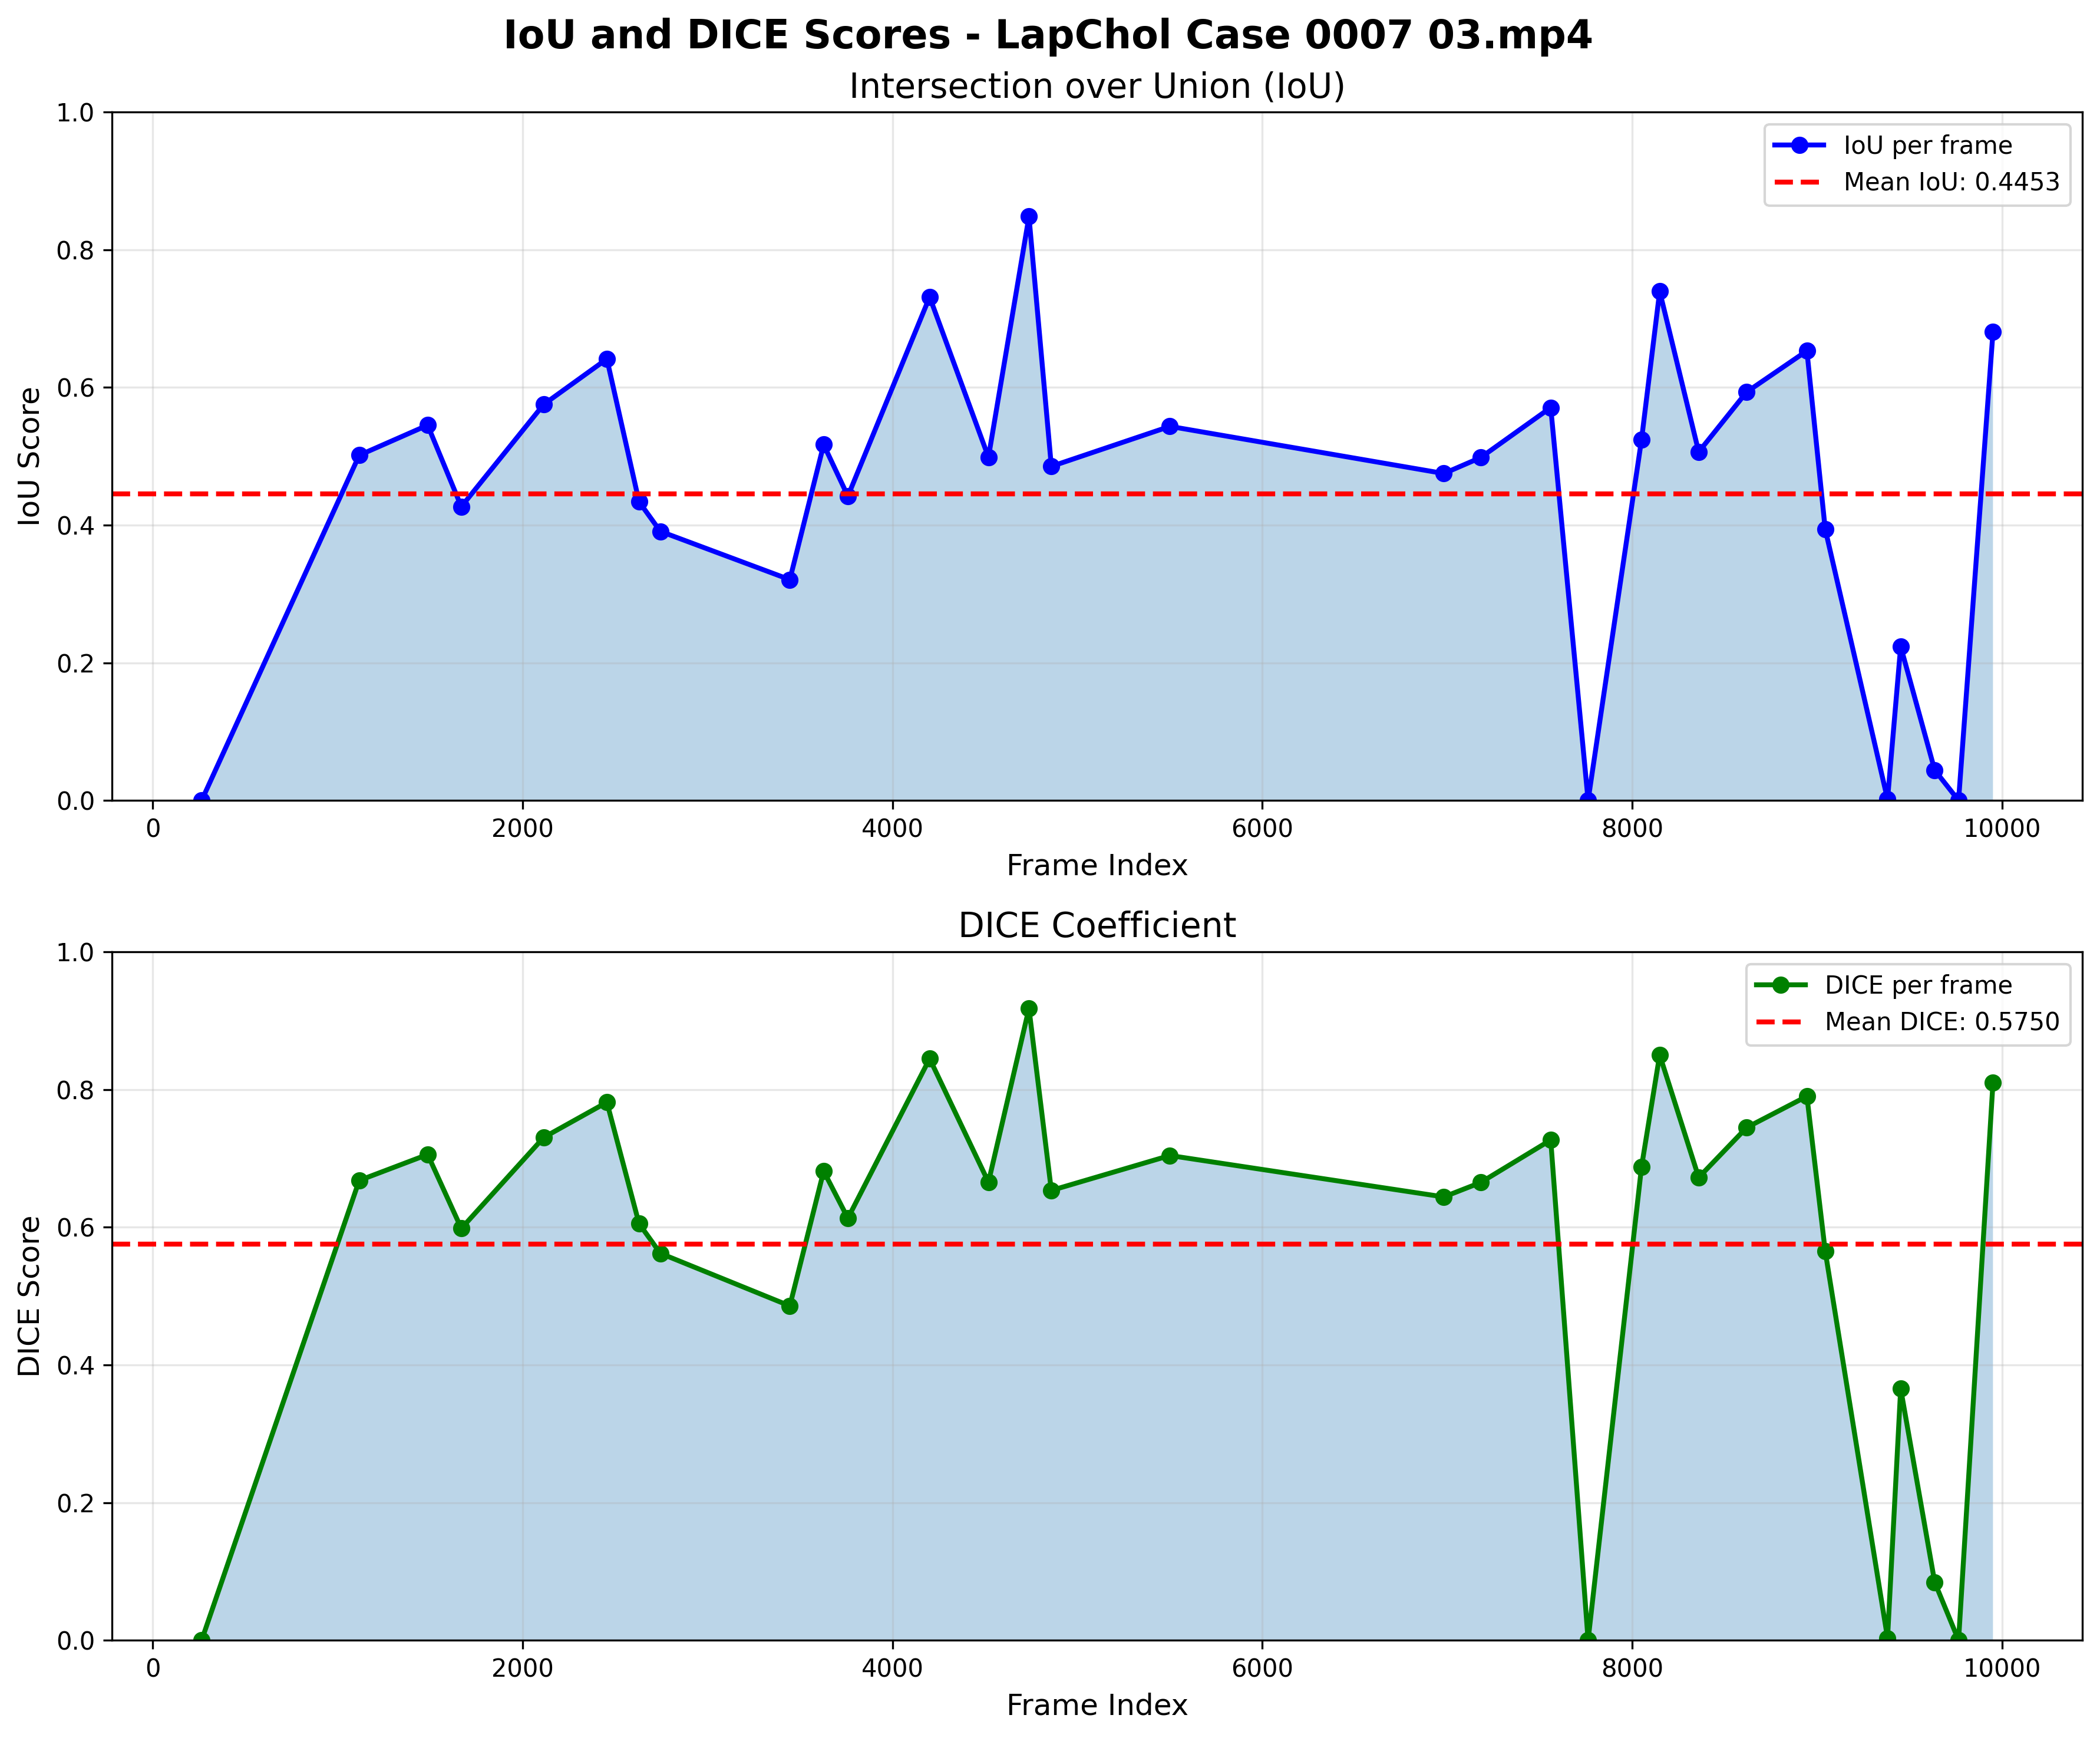 IoU and DICE Scores - LapChol Case 0007 03.mp4
Intersection over Union (IoU)
1.0
0.8
0.6
0.4
0.2
0.0
IoU Score
IoU per frame
Mean IoU: 0.4453
0 2000 4000 6000 8000 10000
Frame Index
DICE Coefficient
1.0
0.8
0.6
0.4
0.2
0.0
DICE Score
DICE per frame
Mean DICE: 0.5750
0 2000 4000 6000 8000 10000
Frame Index